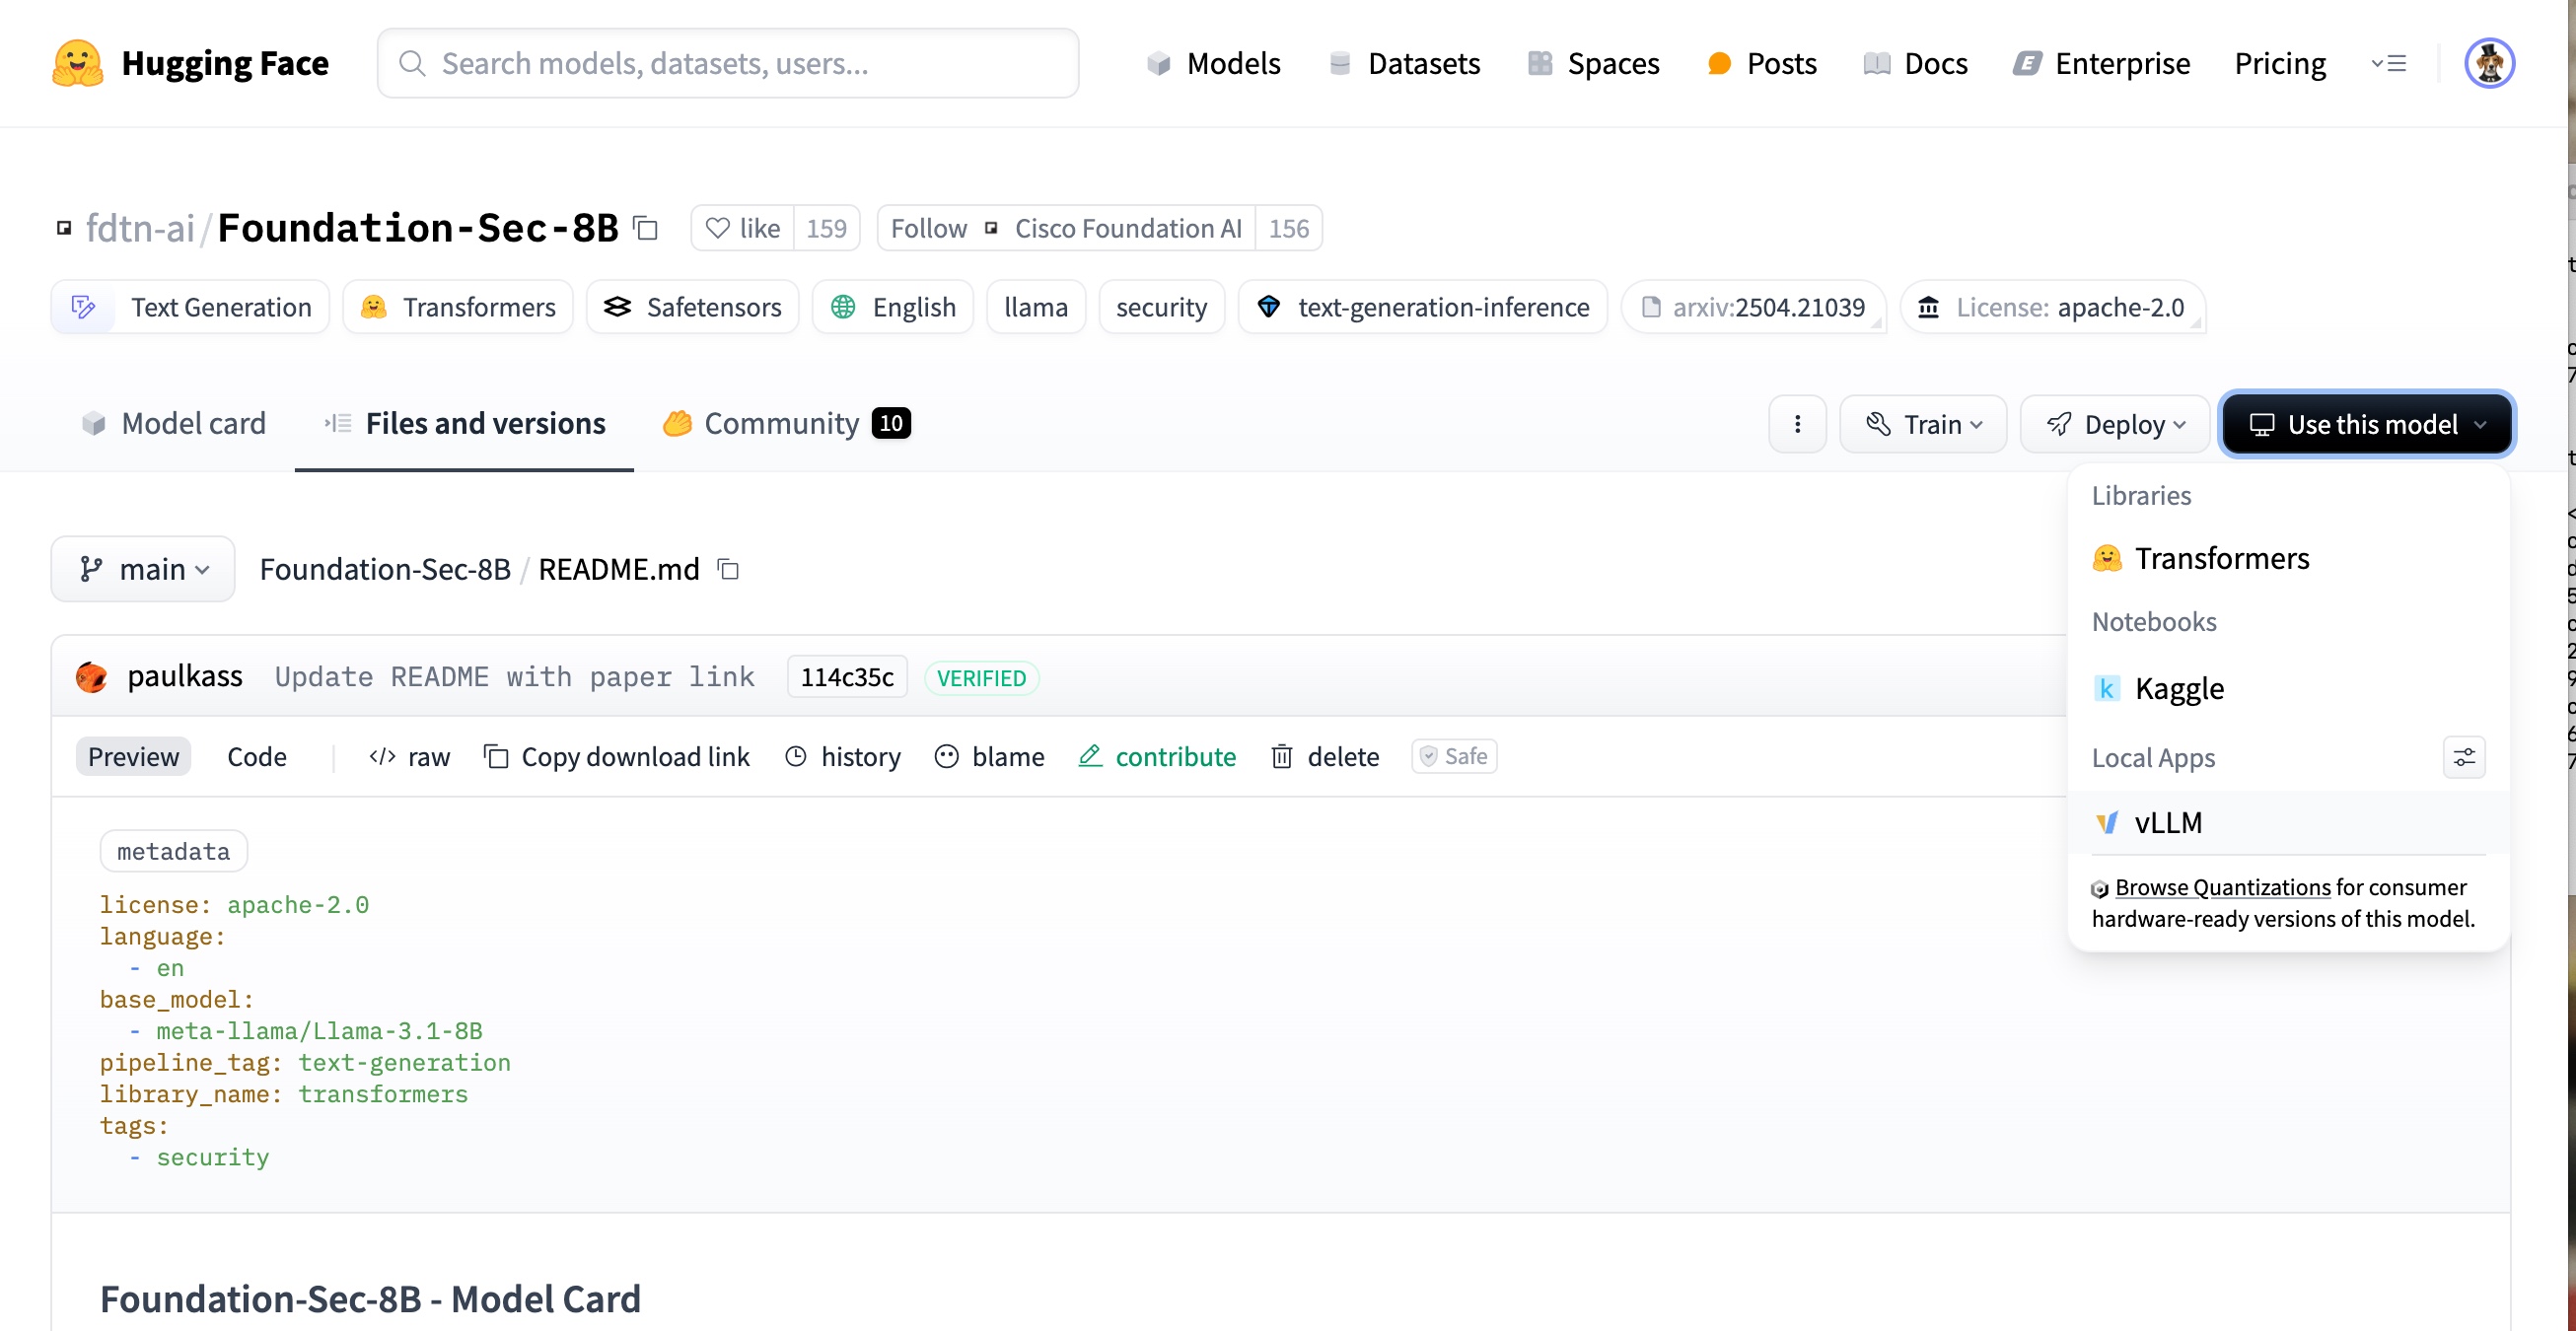 Hugging Face
Search models, datasets, users...
Models
Datasets
Spaces
Posts
Docs
Enterprise
Pricing
fdtn-ai/Foundation-Sec-8B
like 159
Follow Cisco Foundation AI 156
Text Generation
Transformers
Safetensors
English
llama
security
text-generation-inference
arxiv:2504.21039
License: apache-2.0
Model card
Files and versions
Community 10
Train
Deploy
Use this model
Libraries
Transformers
Notebooks
k Kaggle
Local Apps
vLLM
Browse Quantizations for consumer
hardware-ready versions of this model.
main
Foundation-Sec-8B / README.md
paulkass Update README with paper link 114c35c VERIFIED
Preview Code </> raw Copy download link history blame contribute delete Safe
metadata
license: apache-2.0
language:
- en
base_model:
- meta-llama/Llama-3.1-8B
pipeline_tag: text-generation
library_name: transformers
tags:
- security
Foundation-Sec-8B - Model Card